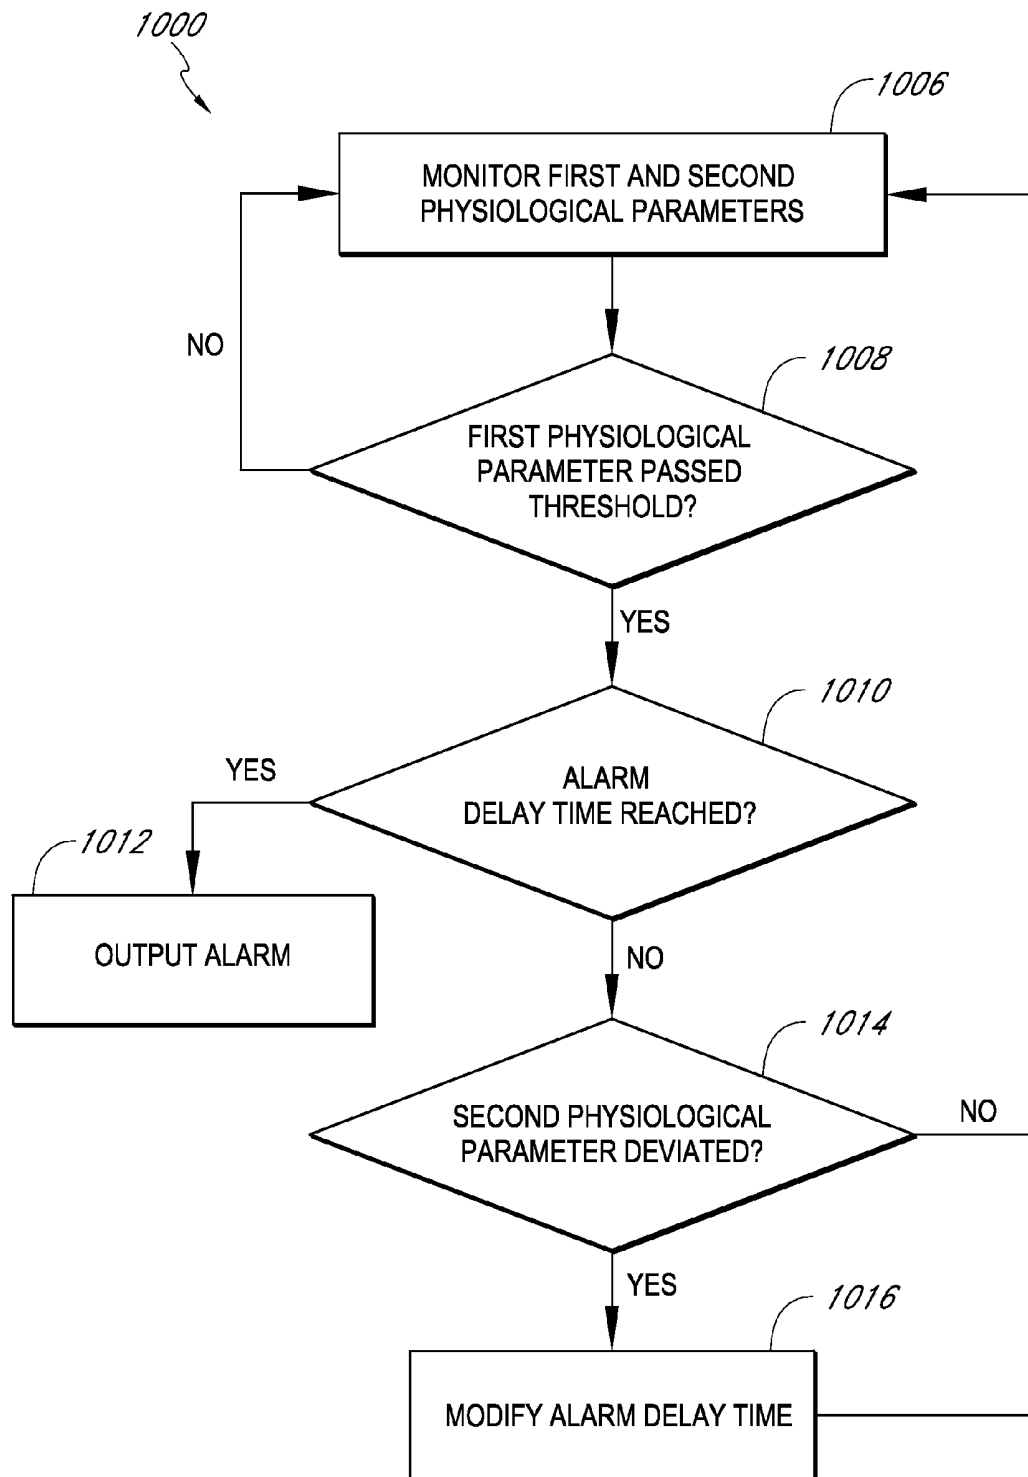 1000
1006
MONITOR FIRST AND SECOND
PHYSIOLOGICAL PARAMETERS
NO
1008
FIRST PHYSIOLOGICAL
PARAMETER PASSED
THRESHOLD?
YES
1010
YES
ALARM
DELAY TIME REACHED?
1012
OUTPUT ALARM
NO
1014
SECOND PHYSIOLOGICAL
PARAMETER DEVIATED?
NO
YES
1016
MODIFY ALARM DELAY TIME